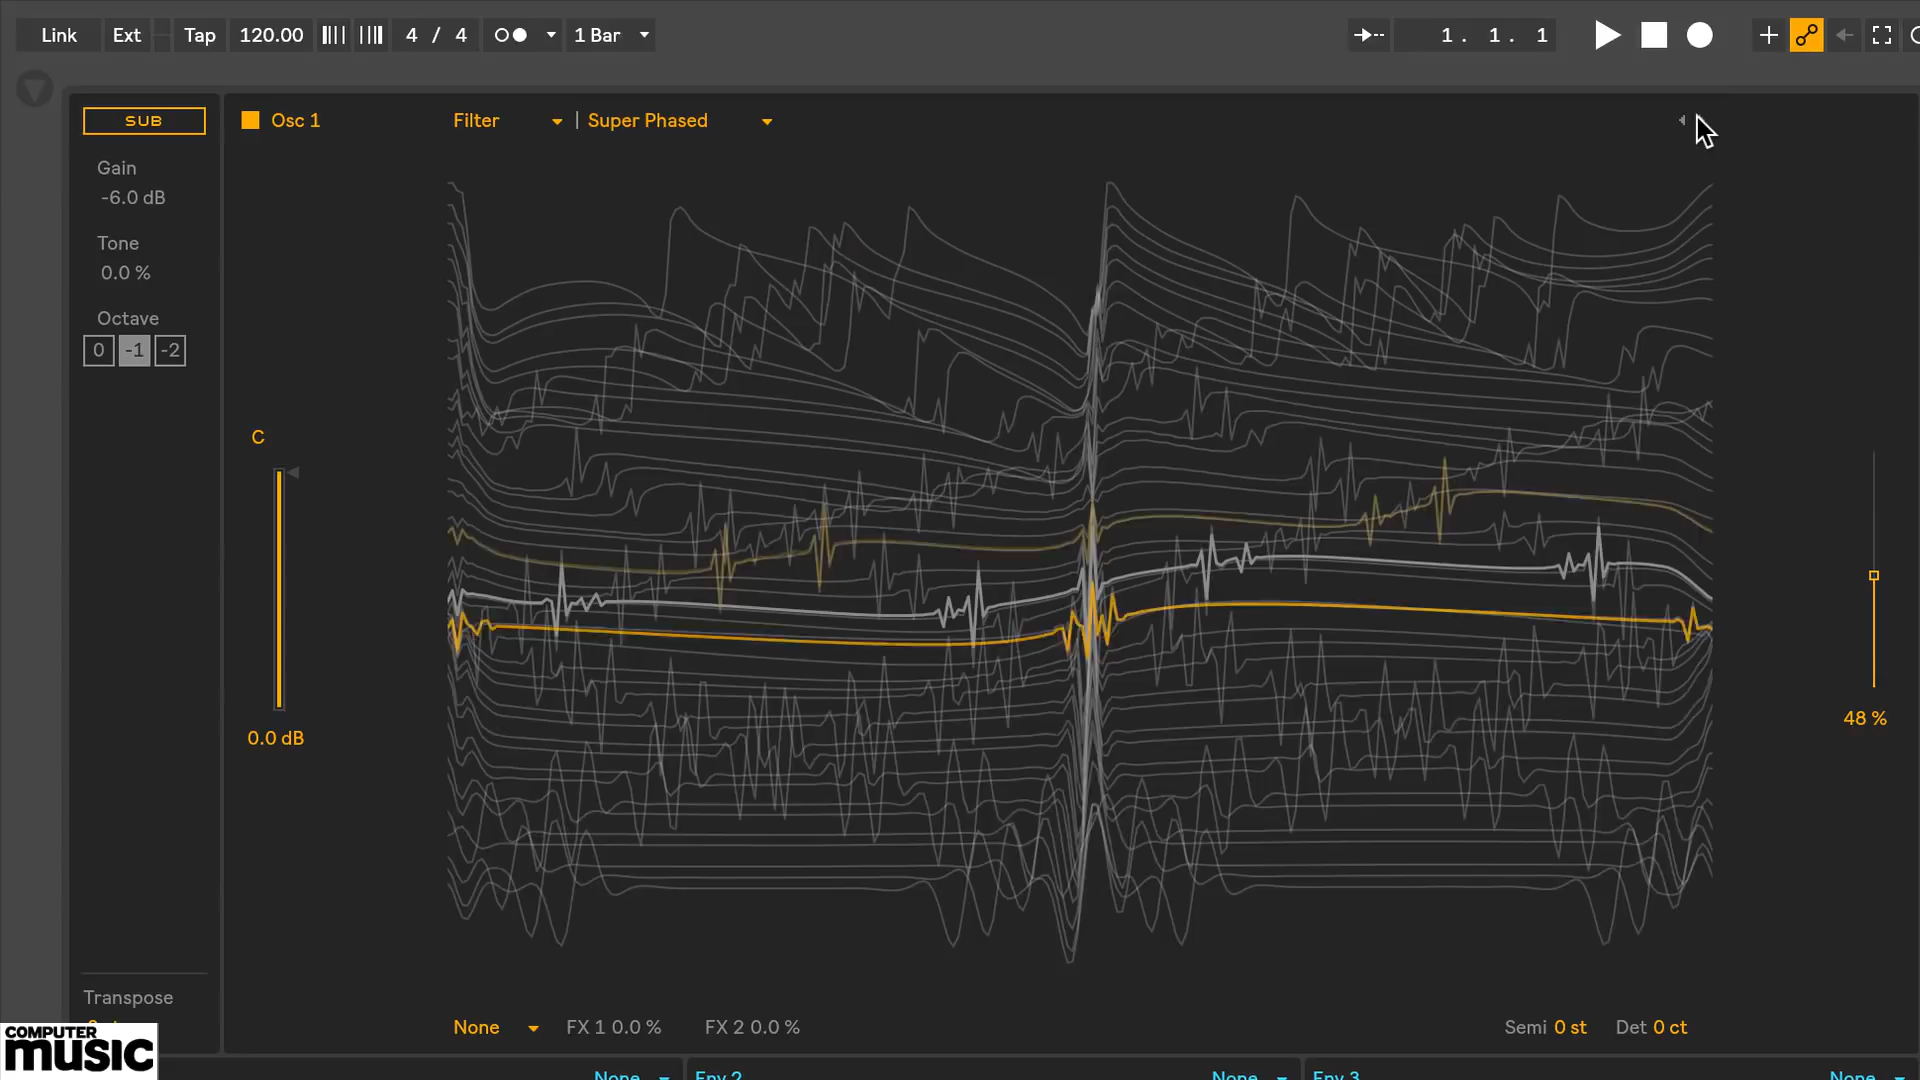 Link Ext Tap 120.00 4 / 4 1 Bar 1. 1. 1
SUB Osc 1 Filter Super Phased
Gain
-6.0 dB
Tone
0.0 %
Octave
0 -1 -2
C
0.0 dB
48 %
Transpose
None FX 1 0.0 % FX 2 0.0 % Semi 0 st Det 0 ct
COMPUTER
music
None Env 2 None Env 3 None